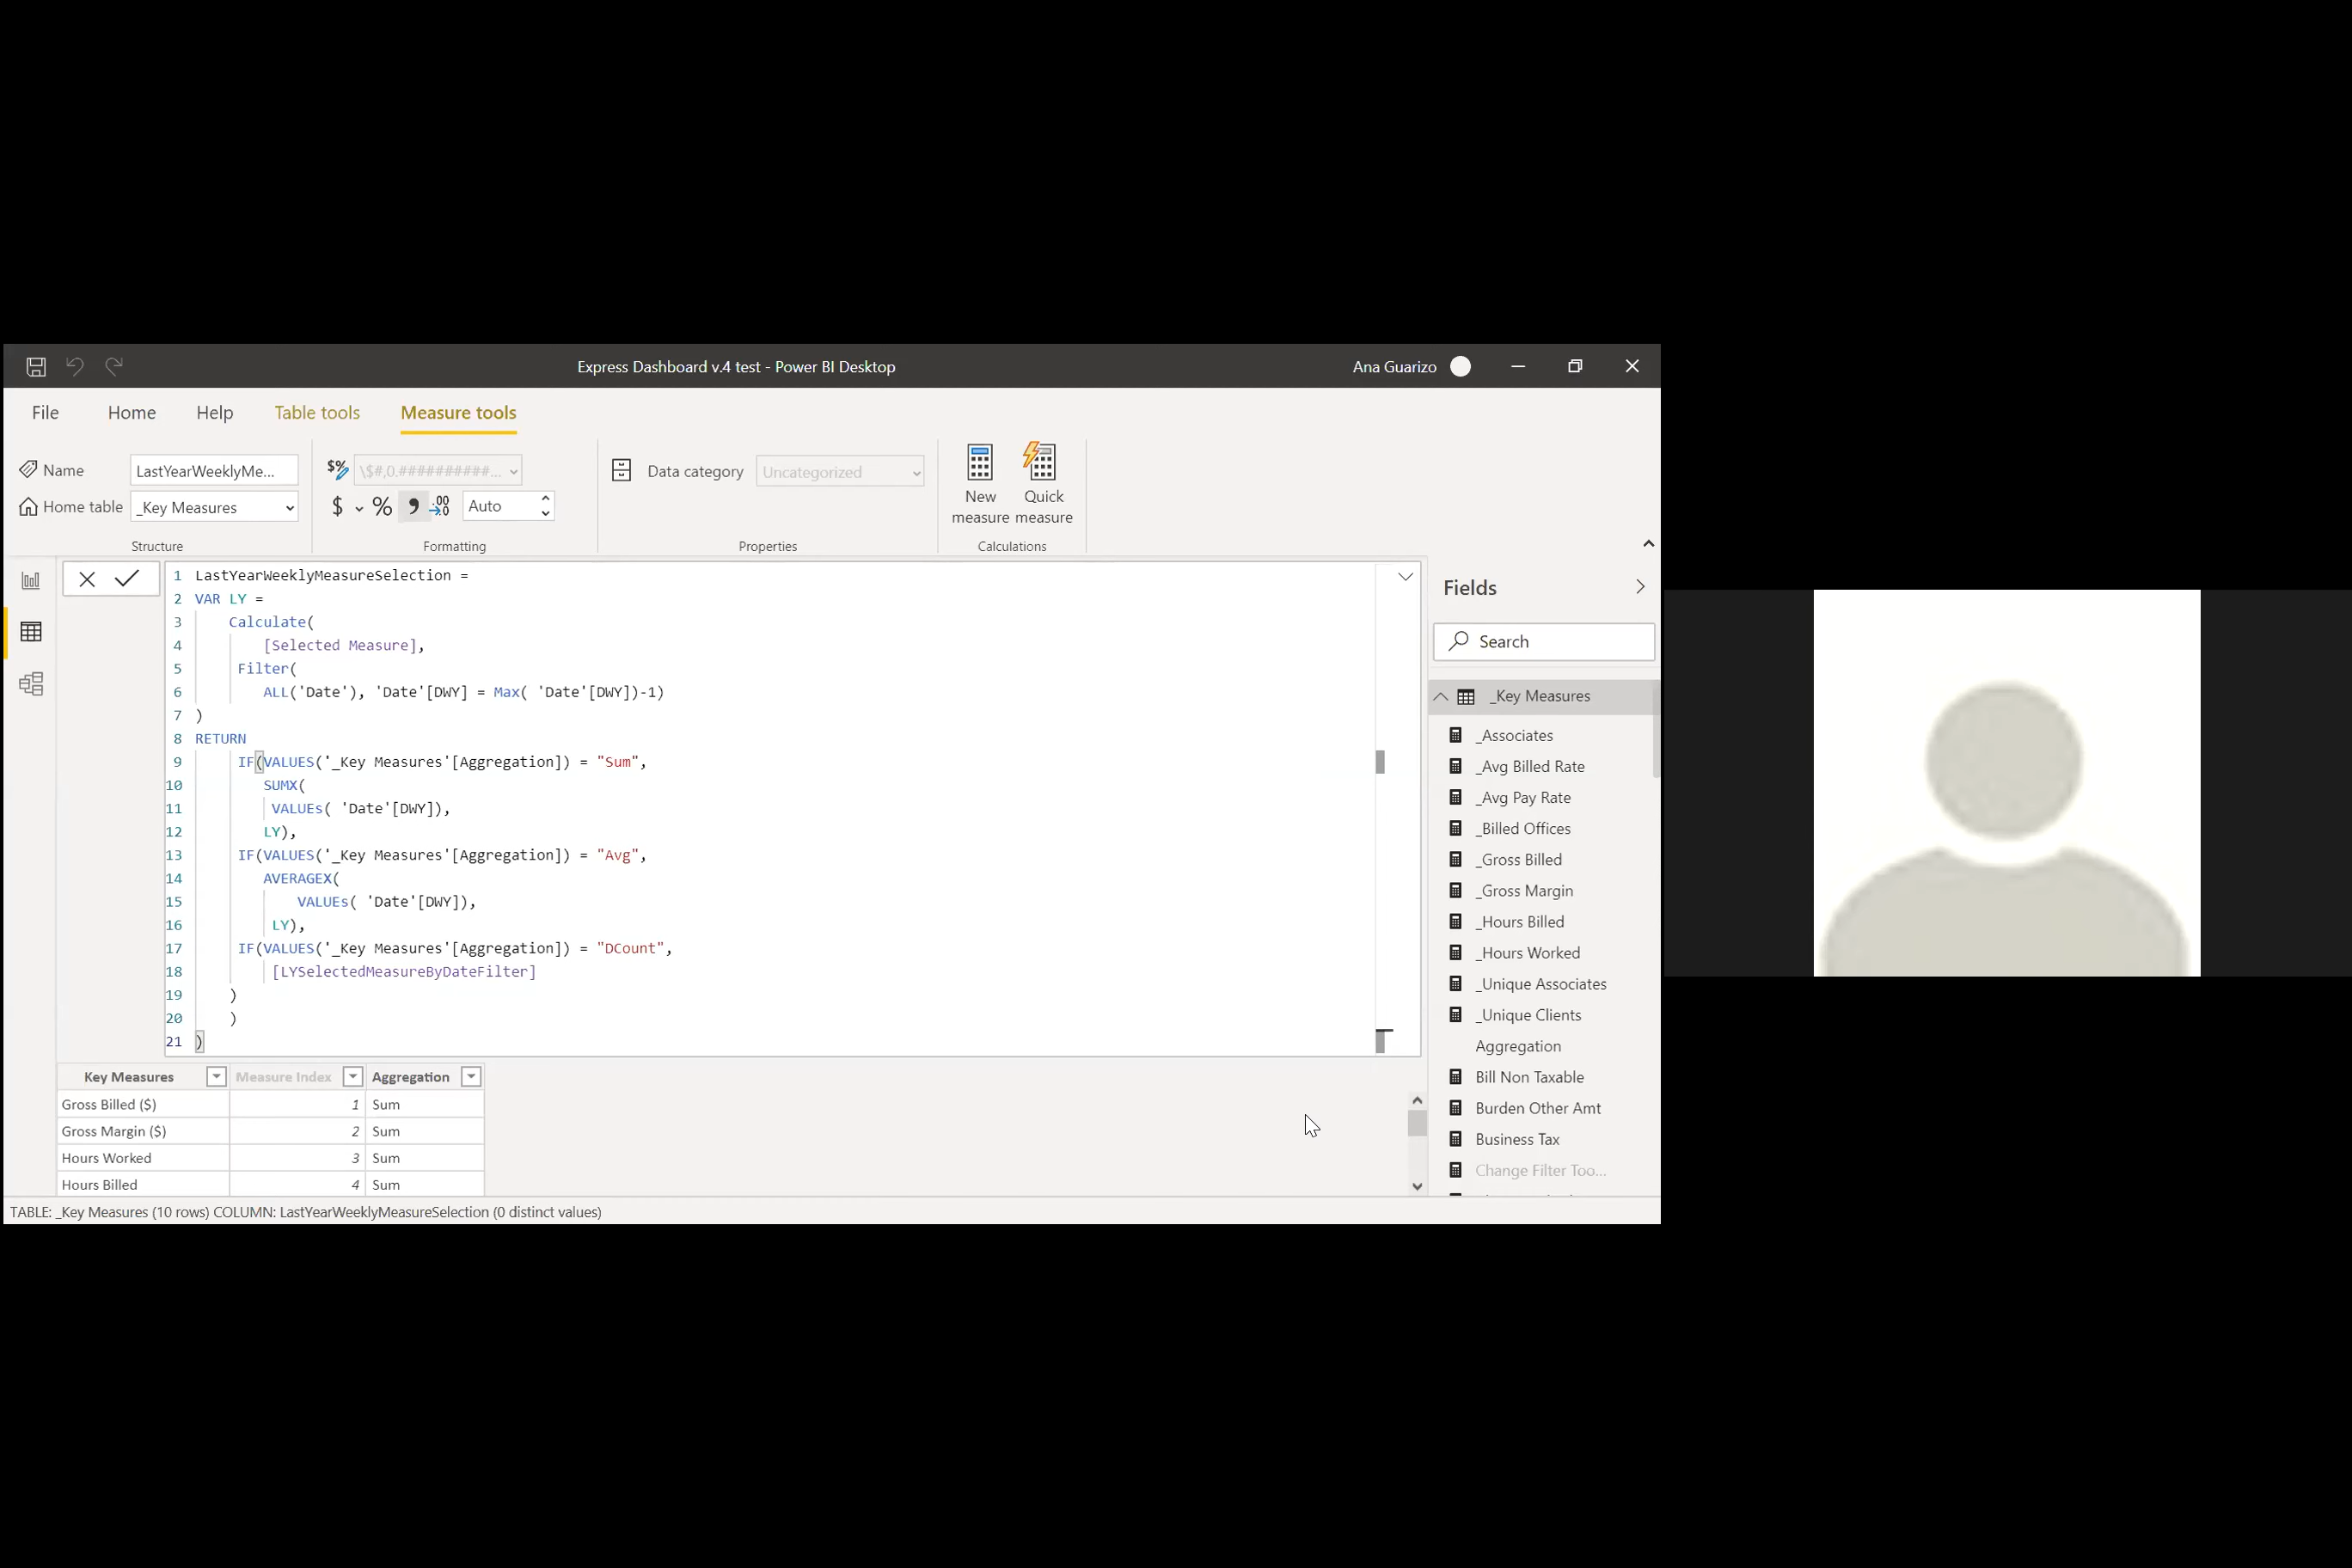 Express Dashboard v.4 test - Power BI Desktop
Ana Guarizo
File Home Help Table tools Measure tools
Name LastYearWeeklyMe...
\$#,0.##########...
Data category Uncategorized
New measure
Quick measure
Home table _Key Measures
$ % , .00 Auto
Structure Formatting Properties Calculations
1 LastYearWeeklyMeasureSelection =
2 VAR LY =
3 Calculate(
4 [Selected Measure],
5 Filter(
6 ALL('Date'), 'Date'[DWY] = Max( 'Date'[DWY])-1)
7 )
8 RETURN
9 IF(VALUES('_Key Measures'[Aggregation]) = "Sum",
10 SUMX(
11 VALUEs( 'Date'[DWY]),
12 LY),
13 IF(VALUES('_Key Measures'[Aggregation]) = "Avg",
14 AVERAGEX(
15 VALUEs( 'Date'[DWY]),
16 LY),
17 IF(VALUES('_Key Measures'[Aggregation]) = "DCount",
18 [LYSelectedMeasureByDateFilter]
19 )
20 )
21 )
Key Measures Measure Index Aggregation
Gross Billed ($) 1 Sum
Gross Margin ($) 2 Sum
Hours Worked 3 Sum
Hours Billed 4 Sum
Fields
Search
_Key Measures
_Associates
_Avg Billed Rate
_Avg Pay Rate
_Billed Offices
_Gross Billed
_Gross Margin
_Hours Billed
_Hours Worked
_Unique Associates
_Unique Clients
Aggregation
Bill Non Taxable
Burden Other Amt
Business Tax
Change Filter Too...
TABLE: _Key Measures (10 rows) COLUMN: LastYearWeeklyMeasureSelection (0 distinct values)